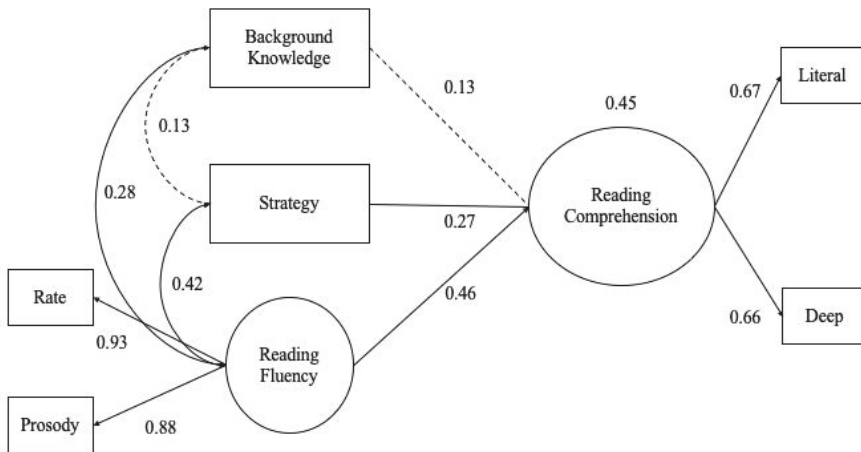 Background
Knowledge
Literal
0.13
0.13
0.45
0.67
0.28
Strategy
0.27
Reading
Comprehension
Rate
0.42
0.46
0.93
Reading
Fluency
0.66
Deep
Prosody
0.88